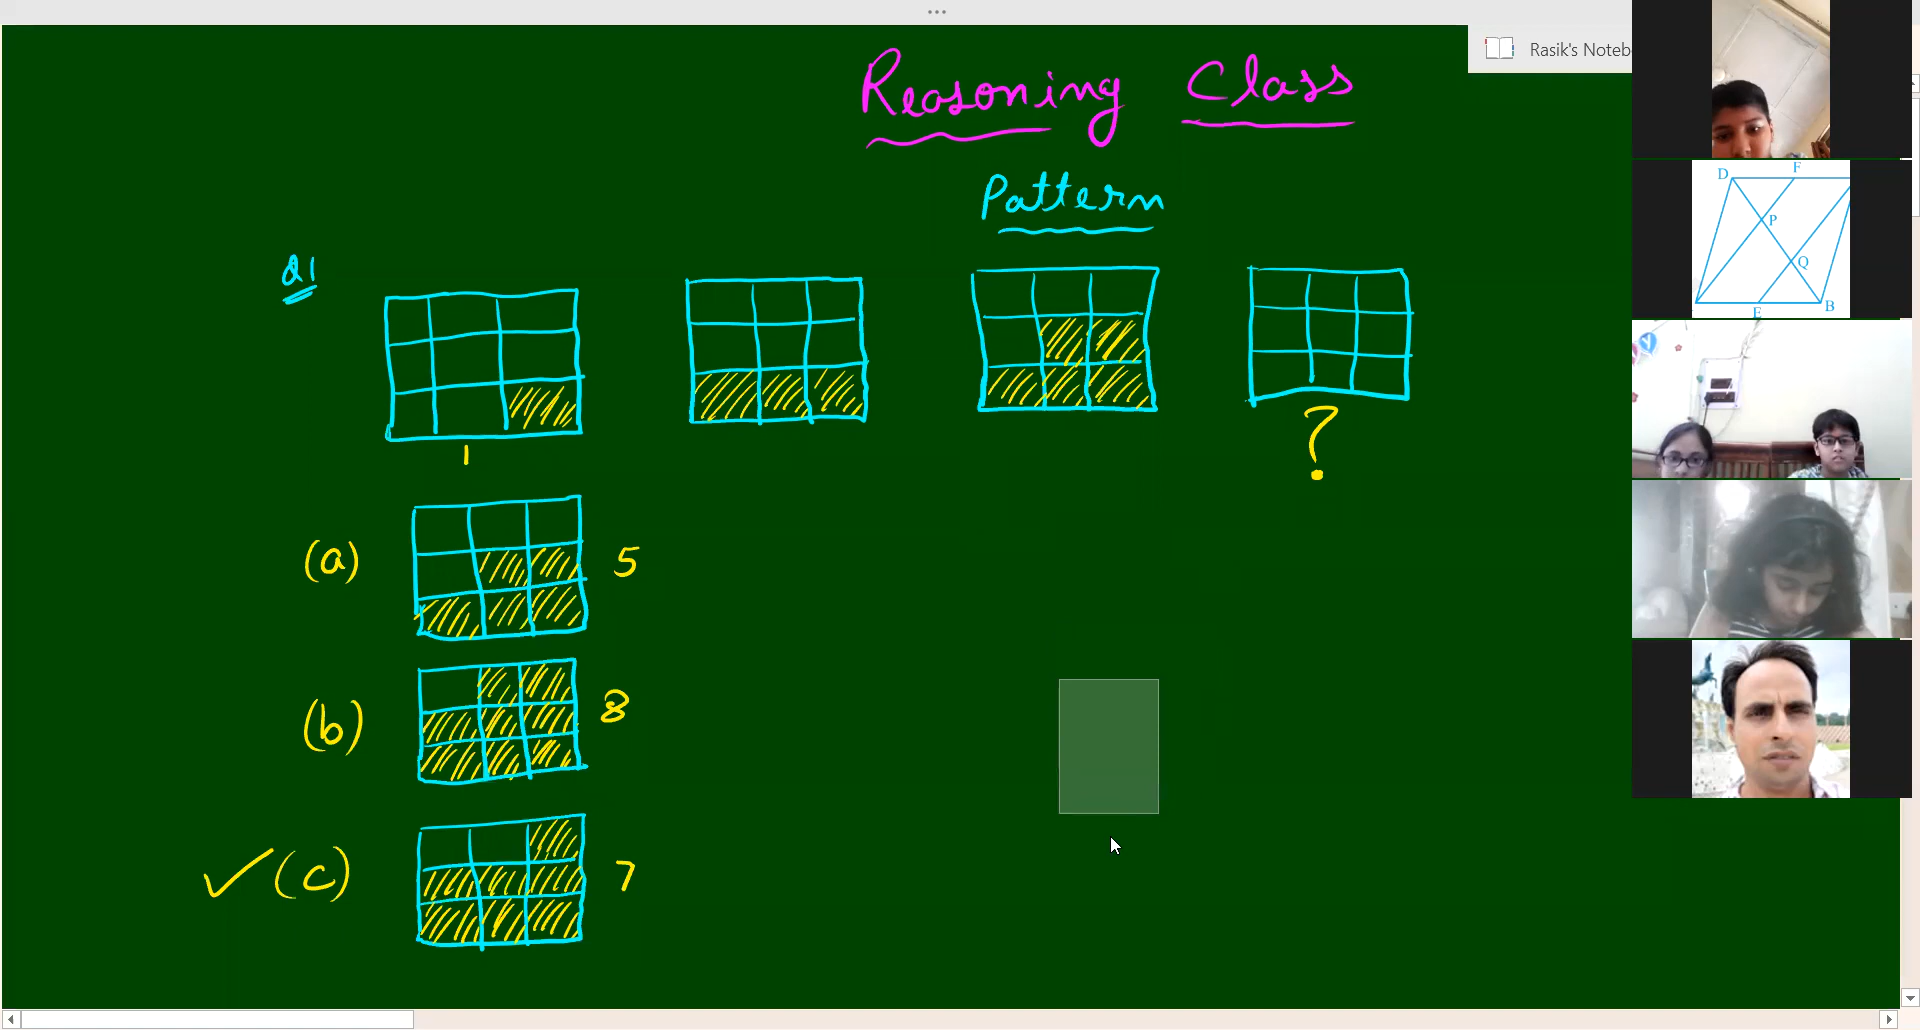 ...
Rasik's Noteb
Reasoning Class
Pattern
Q1
1
?
(a) 5
(b) 8
✓ (c) 7
D F
P
Q
E B